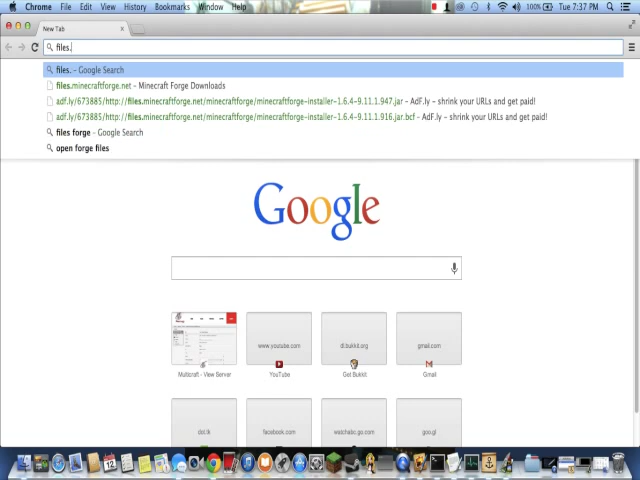 Chrome File Edit View History Bookmarks Window Help 100% Tue 7:37 PM
New Tab
files.
files. - Google Search
files.minecraftforge.net - Minecraft Forge Downloads
adf.ly/673885/http://files.minecraftforge.net/minecraftforge/minecraftforge-installer-1.6.4-9.11.1.947.jar - AdF.ly - shrink your URLs and get paid!
adf.ly/673885/http://files.minecraftforge.net/minecraftforge/minecraftforge-installer-1.6.4-9.11.1.916.jar.bcf - AdF.ly - shrink your URLs and get paid!
files forge - Google Search
open forge files
Google
www.youtube.com dl.bukkit.org gmail.com
Multicraft - View Server YouTube Get Bukkit Gmail
dot.tk facebook.com watchabc.go.com goo.gl
12